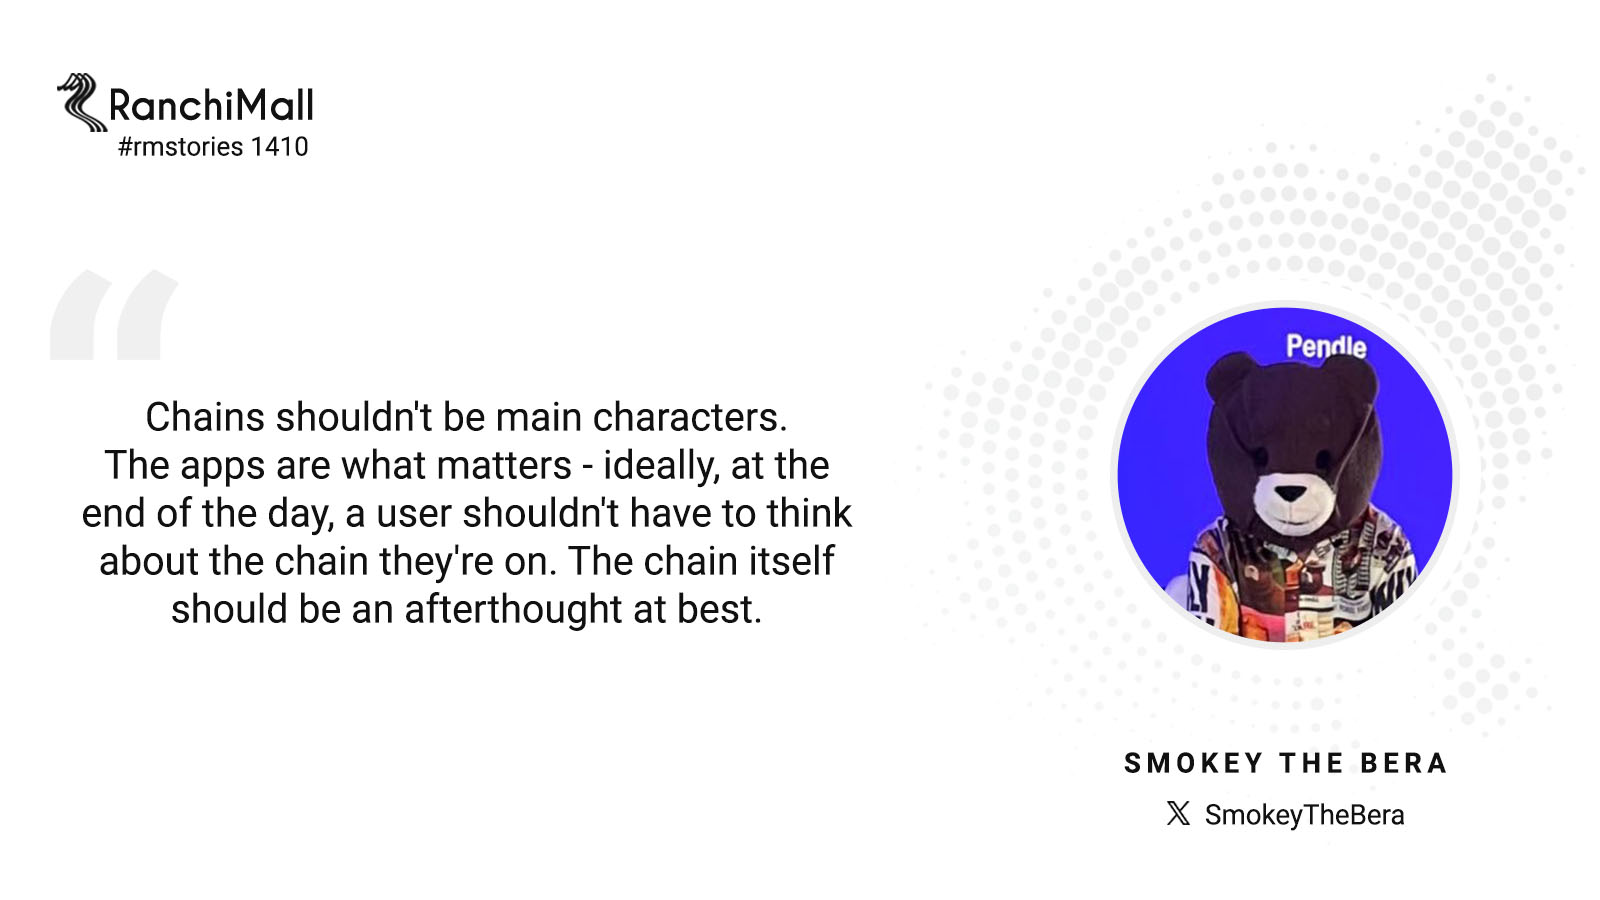 RanchiMall
#rmstories 1410
“
Chains shouldn't be main characters.
The apps are what matters - ideally, at the
end of the day, a user shouldn't have to think
about the chain they're on. The chain itself
should be an afterthought at best.
Pendle
SMOKEY THE BERA
X SmokeyTheBera